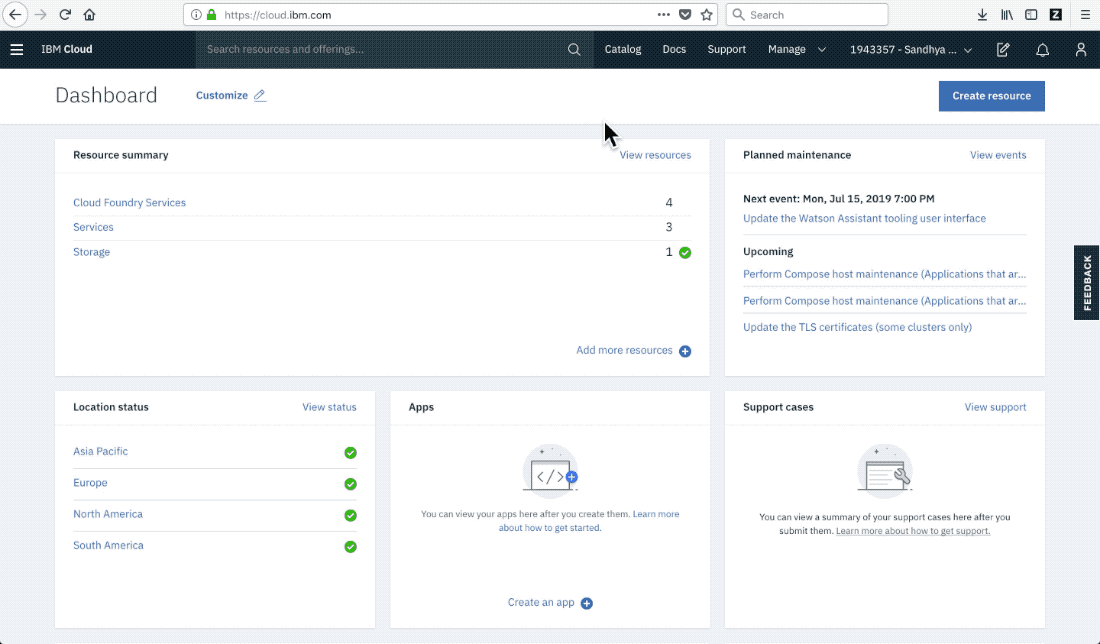 https://cloud.ibm.com
Search
IBM Cloud
Search resources and offerings...
Catalog
Docs
Support
Manage
1943357 - Sandhya ...
Dashboard
Customize
Create resource
Resource summary
View resources
Cloud Foundry Services 4
Services 3
Storage 1
Add more resources
Planned maintenance
View events
Next event: Mon, Jul 15, 2019 7:00 PM
Update the Watson Assistant tooling user interface
Upcoming
Perform Compose host maintenance (Applications that ar...
Perform Compose host maintenance (Applications that ar...
Update the TLS certificates (some clusters only)
FEEDBACK
Location status
View status
Asia Pacific
Europe
North America
South America
Apps
</>
You can view your apps here after you create them. Learn more
about how to get started.
Create an app
Support cases
View support
You can view a summary of your support cases here after you
submit them. Learn more about how to get support.